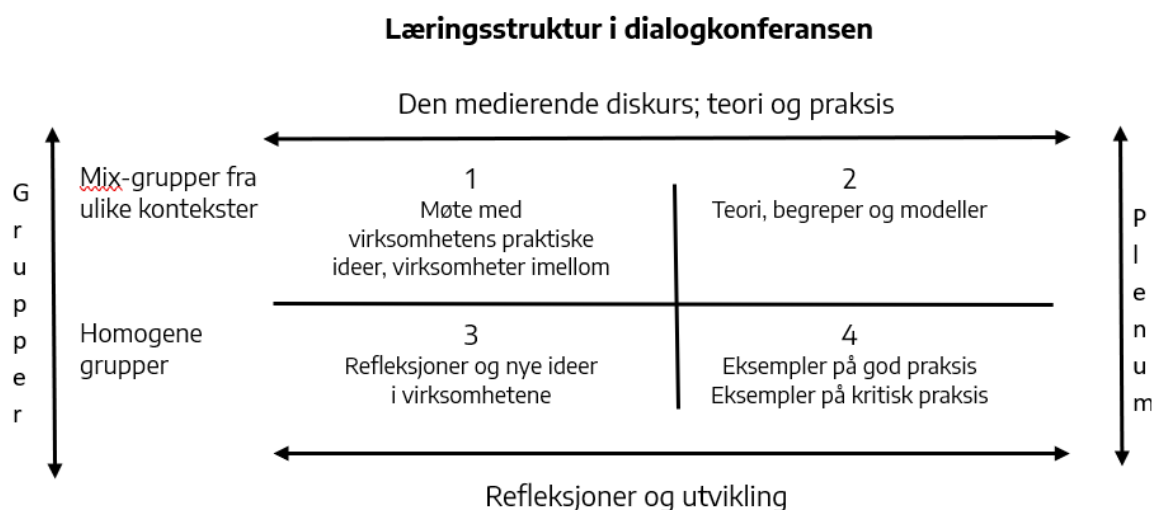 Læringsstruktur i dialogkonferansen
Den medierende diskurs; teori og praksis
Grupper
Mix-grupper fra
ulike kontekster
1
Møte med
virksomhetens praktiske
ideer, virksomheter imellom
2
Teori, begreper og modeller
Plenum
Homogene
grupper
3
Refleksjoner og nye ideer
i virksomhetene
4
Eksempler på god praksis
Eksempler på kritisk praksis
Refleksjoner og utvikling